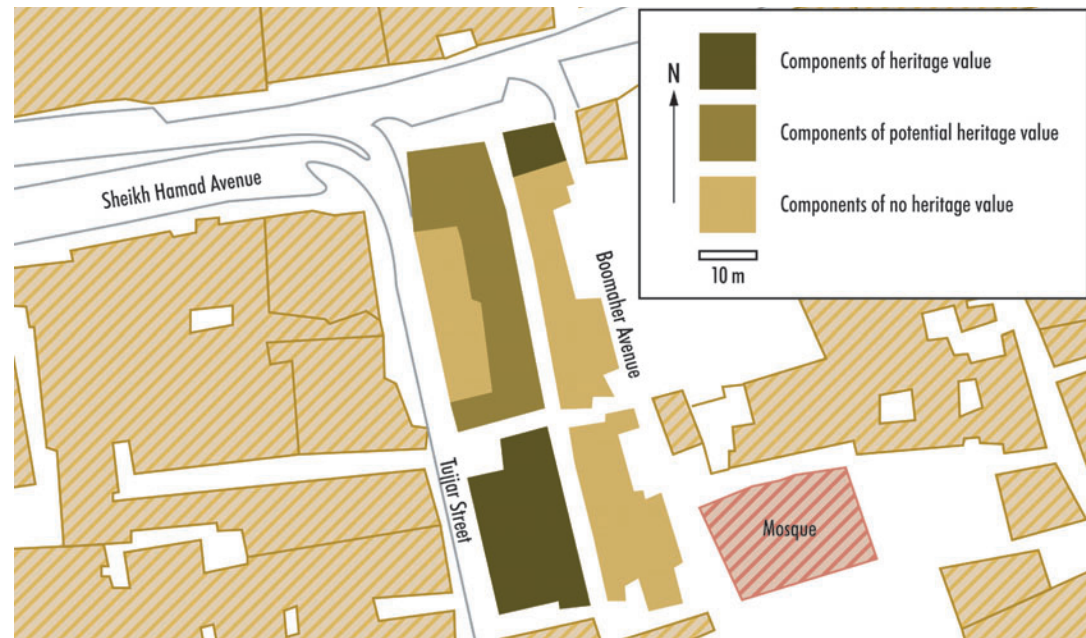 N
Components of heritage value
Components of potential heritage value
Components of no heritage value
10 m
Sheikh Hamad Avenue
Boomaher Avenue
Tujjar Street
Mosque